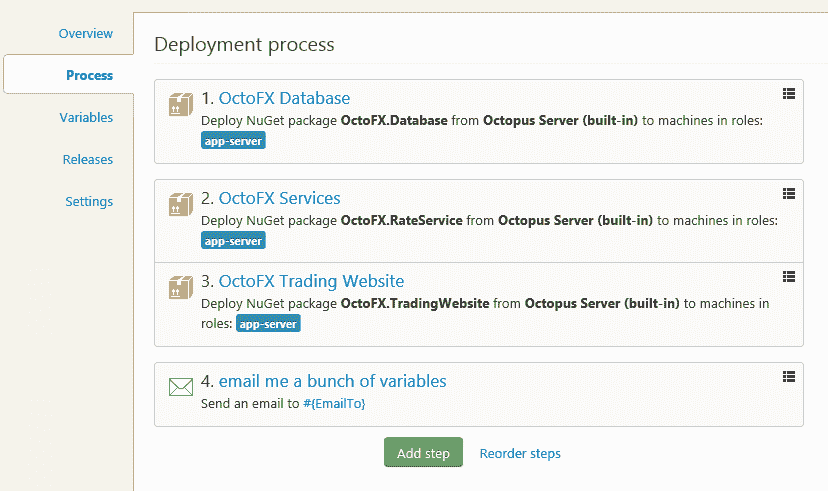 Overview
Process
Variables
Releases
Settings
Deployment process
1. OctoFX Database
Deploy NuGet package OctoFX.Database from Octopus Server (built-in) to machines in roles:
app-server
2. OctoFX Services
Deploy NuGet package OctoFX.RateService from Octopus Server (built-in) to machines in roles:
app-server
3. OctoFX Trading Website
Deploy NuGet package OctoFX.TradingWebsite from Octopus Server (built-in) to machines in
roles: app-server
4. email me a bunch of variables
Send an email to #{EmailTo}
Add step Reorder steps